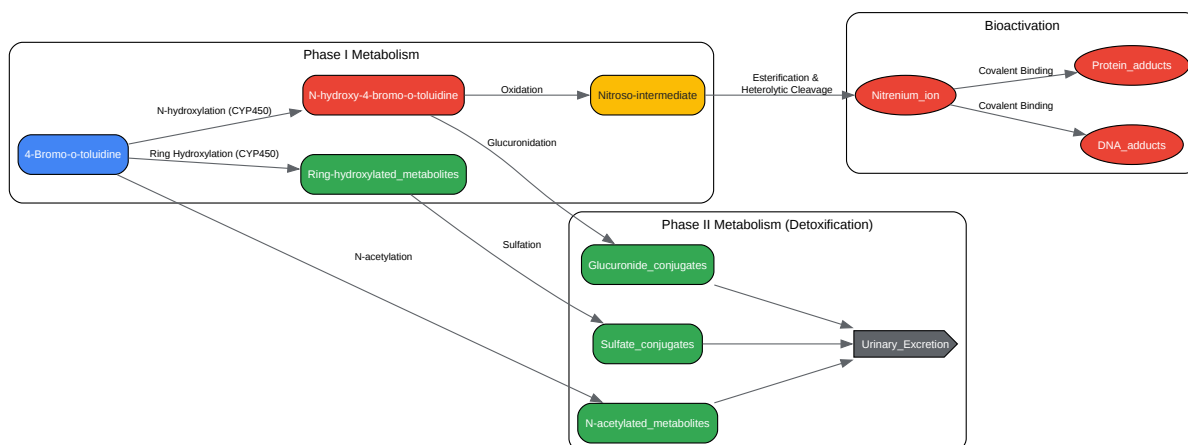 Bioactivation
Phase I Metabolism
Protein_adducts
Covalent Binding
Esterification &
Heterolytic Cleavage
N-hydroxy-4-bromo-o-toluidine
Oxidation
Nitroso-intermediate
Nitrenium_ion
N-hydroxylation (CYP450)
Covalent Binding
Glucuronidation
DNA_adducts
4-Bromo-o-toluidine
Ring Hydroxylation (CYP450)
Ring-hydroxylated_metabolites
Phase II Metabolism (Detoxification)
Sulfation
N-acetylation
Glucuronide_conjugates
Sulfate_conjugates
Urinary_Excretion
N-acetylated_metabolites